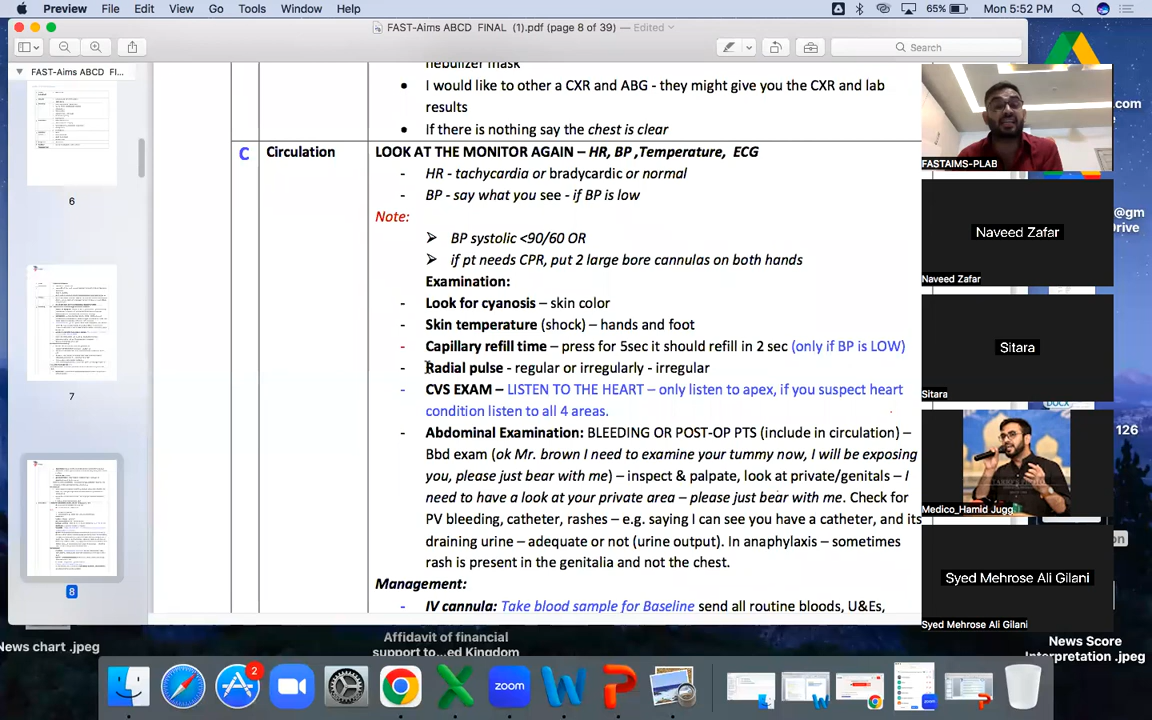 Preview File Edit View Go Tools Window Help
65% Mon 5:52 PM
FAST-Aims ABCD FINAL (1).pdf (page 8 of 39) — Edited
Search
FAST-Aims ABCD FI...
6
7
8
nebulizer mask
I would like to other a CXR and ABG - they might give you the CXR and lab
results
If there is nothing say the chest is clear
C Circulation
LOOK AT THE MONITOR AGAIN – HR, BP ,Temperature, ECG
- HR - tachycardia or bradycardic or normal
- BP - say what you see - if BP is low
Note:
BP systolic <90/60 OR
if pt needs CPR, put 2 large bore cannulas on both hands
Examination:
- Look for cyanosis – skin color
- Skin temperature (shock) – hands and foot
- Capillary refill time – press for 5sec it should refill in 2 sec (only if BP is LOW)
- Radial pulse - regular or irregularly - irregular
- CVS EXAM – LISTEN TO THE HEART – only listen to apex, if you suspect heart
condition listen to all 4 areas.
- Abdominal Examination: BLEEDING OR POST-OP PTS (include in circulation) –
Bbd exam (ok Mr. brown I need to examine your tummy now, I will be exposing
you, please just bear with me) – inspect & palpate, look at private/genitals – I
need to have a look at your private area – please just bear with me. Check for
PV bleeding, catheter, rashes – e.g. saying I can see you have a catheter, and its
draining urine – adequate or not (urine output). In anaphylaxis – sometimes
rash is present in the genitalia and not the chest.
Management:
- IV cannula: Take blood sample for Baseline send all routine bloods, U&Es,
FASTAIMS-PLAB
Naveed Zafar
Naveed Zafar
Sitara
Sitara
Medico_Hamid Jugg
Syed Mehrose Ali Gilani
Syed Mehrose Ali Gilani
.com
@gm
Drive
126
on
News chart .jpeg
Affidavit of financial
support to...ed Kingdom
News Score
Interpretation .jpeg
2
zoom